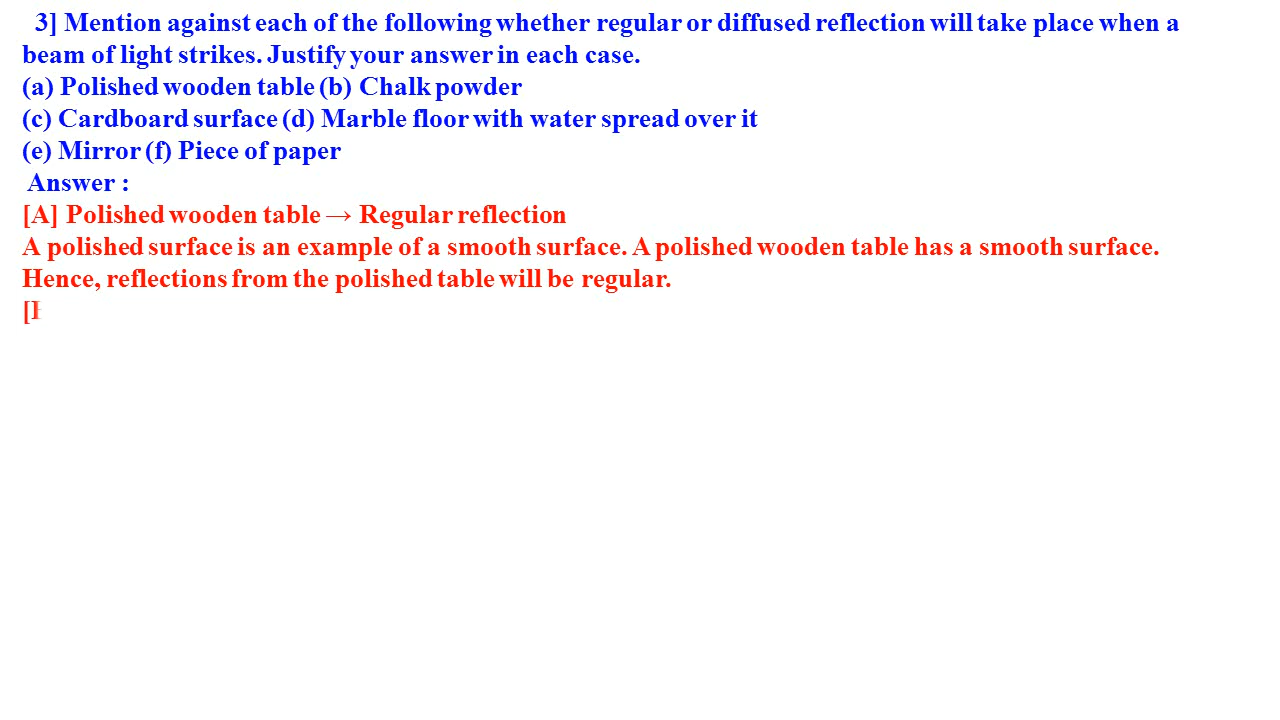 3] Mention against each of the following whether regular or diffused reflection will take place when a
beam of light strikes. Justify your answer in each case.
(a) Polished wooden table (b) Chalk powder
(c) Cardboard surface (d) Marble floor with water spread over it
(e) Mirror (f) Piece of paper
Answer :
[A] Polished wooden table → Regular reflection
A polished surface is an example of a smooth surface. A polished wooden table has a smooth surface.
Hence, reflections from the polished table will be regular.
[